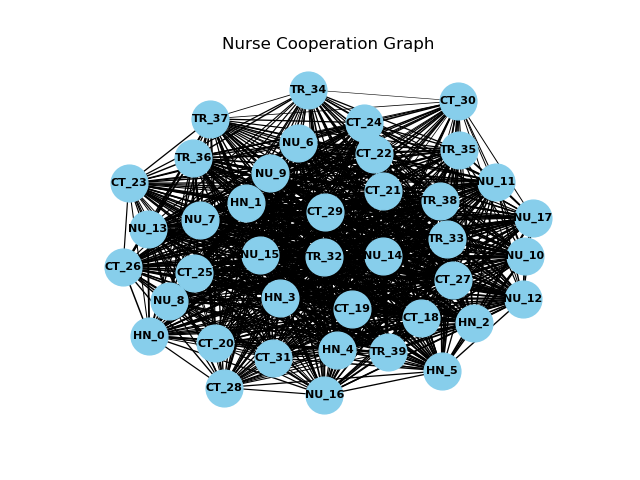 Nurse Cooperation Graph
TR_34
CT_30
TR_37
CT_24
NU_6
TR_35
CT_22
TR_36
NU_9
CT_23
NU_11
CT_21
TR_38
HN_1
CT_29
NU_7
NU_17
NU_13
TR_33
NU_15
TR_32
NU_14
NU_10
CT_26
CT_25
CT_27
HN_3
NU_12
NU_8
CT_19
CT_18
HN_2
HN_0
CT_20
HN_4
TR_39
CT_31
HN_5
CT_28
NU_16